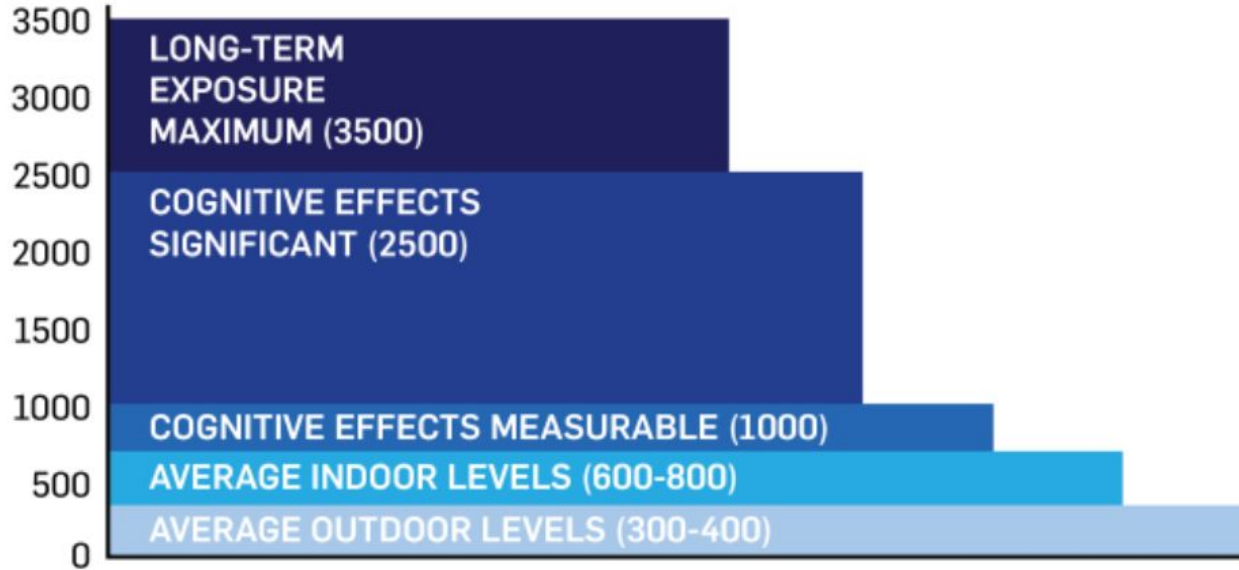 3500
LONG-TERM
EXPOSURE
3000
MAXIMUM (3500)
2500
COGNITIVE EFFECTS
SIGNIFICANT (2500)
2000
1500
1000
COGNITIVE EFFECTS MEASURABLE (1000)
AVERAGE INDOOR LEVELS (600-800)
500
AVERAGE OUTDOOR LEVELS (300-400)
0